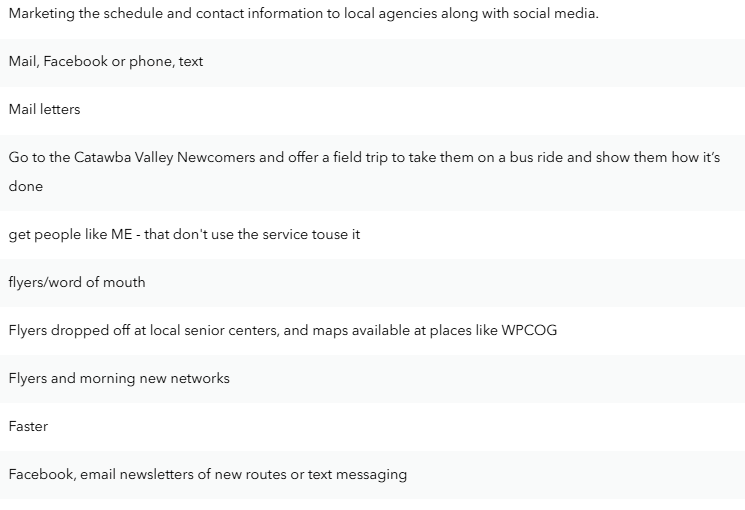 Marketing the schedule and contact information to local agencies along with social media.
Mail, Facebook or phone, text
Mail letters
Go to the Catawba Valley Newcomers and offer a field trip to take them on a bus ride and show them how it’s
done
get people like ME - that don't use the service touse it
flyers/word of mouth
Flyers dropped off at local senior centers, and maps available at places like WPCOG
Flyers and morning new networks
Faster
Facebook, email newsletters of new routes or text messaging